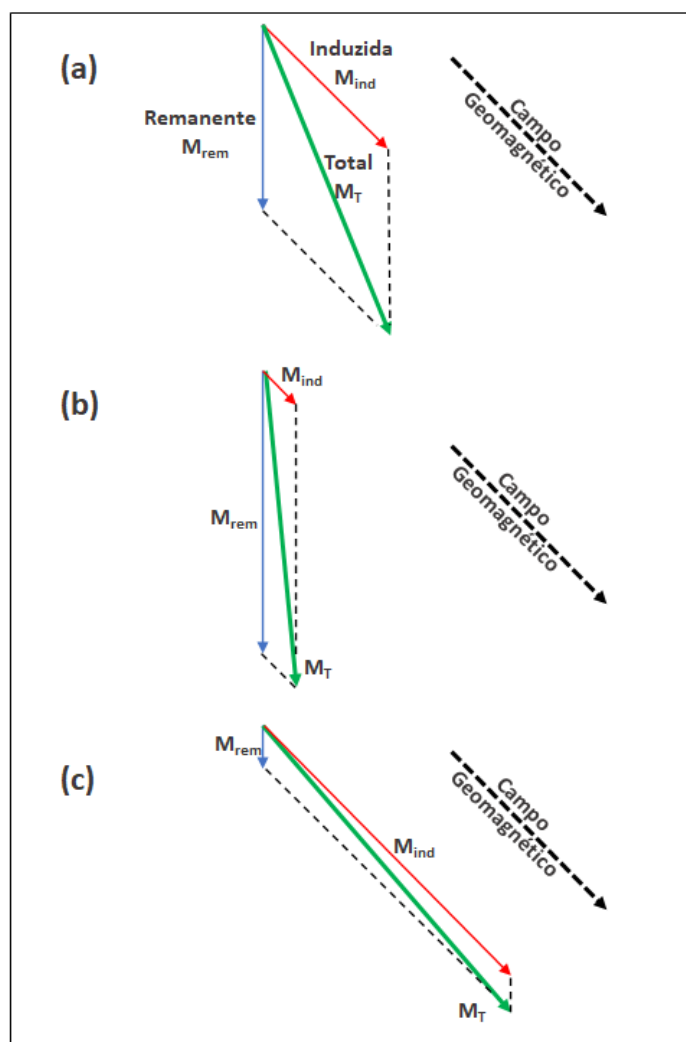 (a)
Induzida
M_ind
Remanente
M_rem
Total
M_T
Campo
Geomagnético
(b)
M_ind
M_rem
M_T
Campo
Geomagnético
(c)
M_rem
M_ind
M_T
Campo
Geomagnético